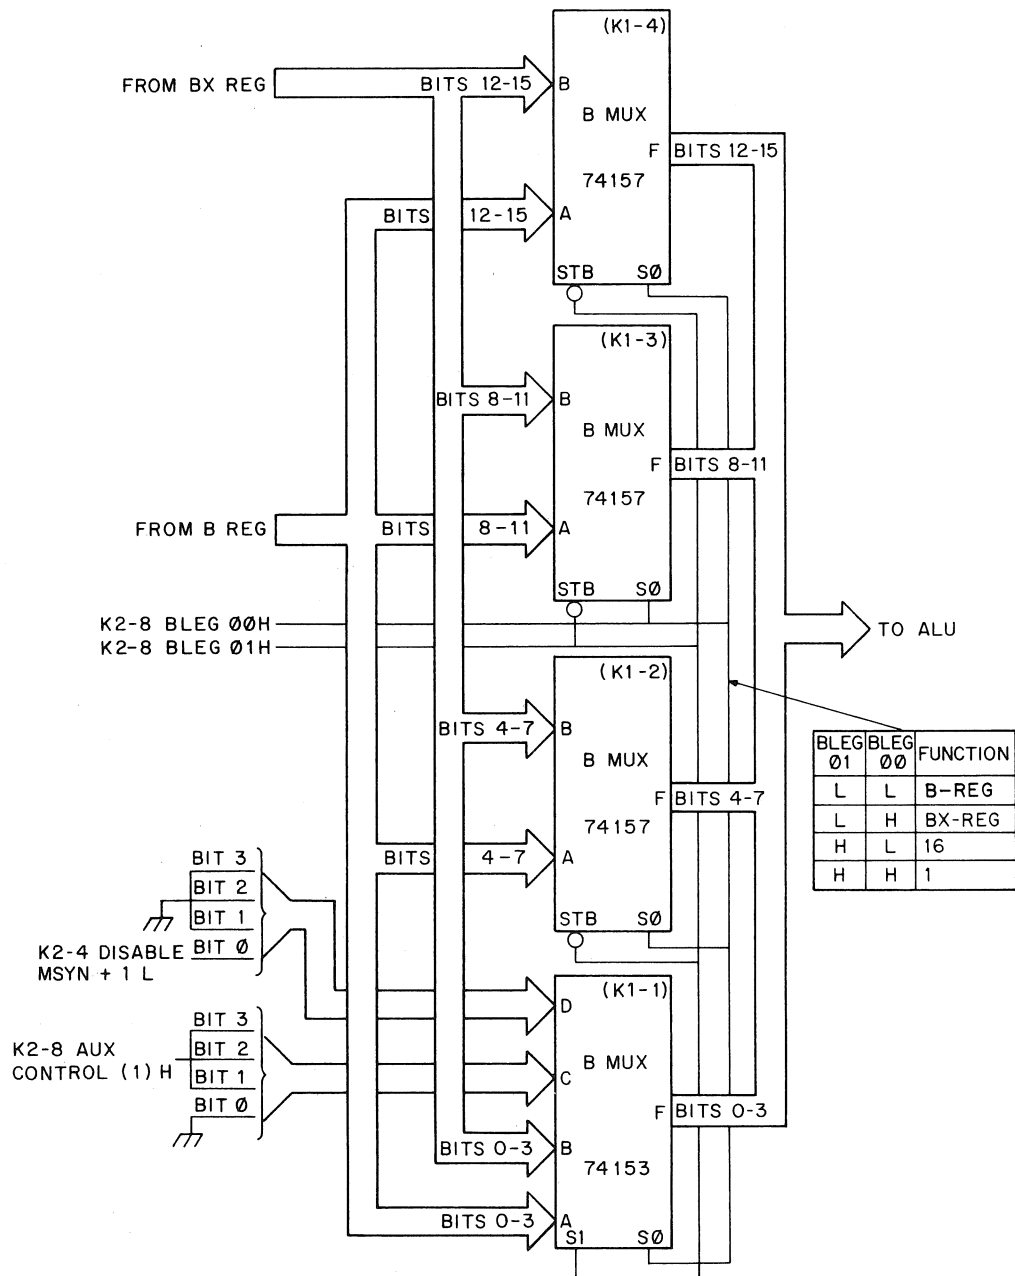 (K1-4)
FROM BX REG
BITS 12-15
B
B MUX
F
BITS 12-15
74157
BITS 12-15
A
STB SØ
(K1-3)
BITS 8-11
B
B MUX
F
BITS 8-11
74157
FROM B REG
BITS 8-11
A
STB SØ
K2-8 BLEG ØØH
K2-8 BLEG Ø1H
TO ALU
(K1-2)
BITS 4-7
B
B MUX
F
BITS 4-7
74157
BITS 4-7
A
STB SØ
BLEG Ø1 BLEG ØØ FUNCTION
L L B-REG
L H BX-REG
H L 16
H H 1
BIT 3
BIT 2
BIT 1
BIT Ø
K2-4 DISABLE
MSYN + 1 L
(K1-1)
D
BIT 3
BIT 2
BIT 1
BIT Ø
K2-8 AUX
CONTROL (1) H
B MUX
C
F
BITS 0-3
BITS 0-3
B
74153
BITS 0-3
A
S1 SØ